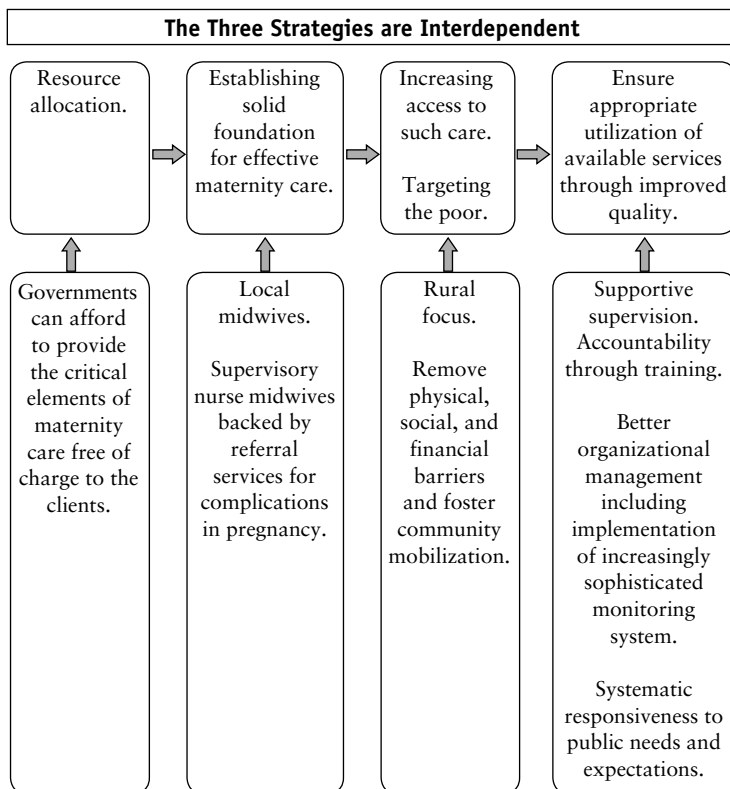 The Three Strategies are Interdependent
Resource
allocation.
Establishing
solid
foundation
for effective
maternity care.
Increasing
access to
such care.
Targeting
the poor.
Ensure
appropriate
utilization of
available services
through improved
quality.
Governments
can afford
to provide
the critical
elements of
maternity
care free of
charge to the
clients.
Local
midwives.
Supervisory
nurse midwives
backed by
referral
services for
complications
in pregnancy.
Rural
focus.
Remove
physical,
social, and
financial
barriers
and foster
community
mobilization.
Supportive
supervision.
Accountability
through training.
Better
organizational
management
including
implementation
of increasingly
sophisticated
monitoring
system.
Systematic
responsiveness to
public needs and
expectations.